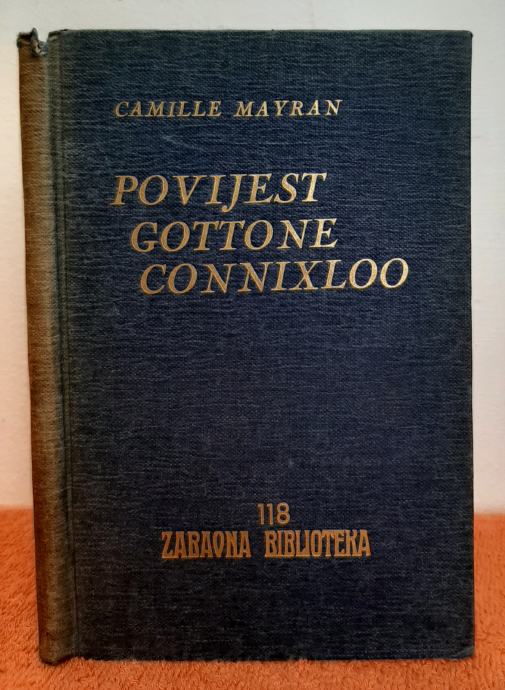 CAMILLE MAYRAN
POVIJEST
GOTTONE
CONNIXLOO
118
ZABAVNA BIBLIOTEKA